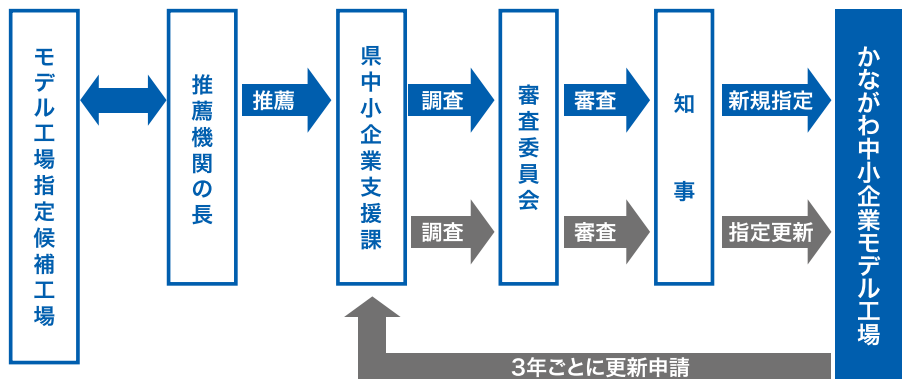 モデル工場指定候補工場
推薦機関の長
推薦
県中小企業支援課
調査
審査委員会
審査
知事
新規指定
かながわ中小企業モデル工場
調査
審査
指定更新
3年ごとに更新申請